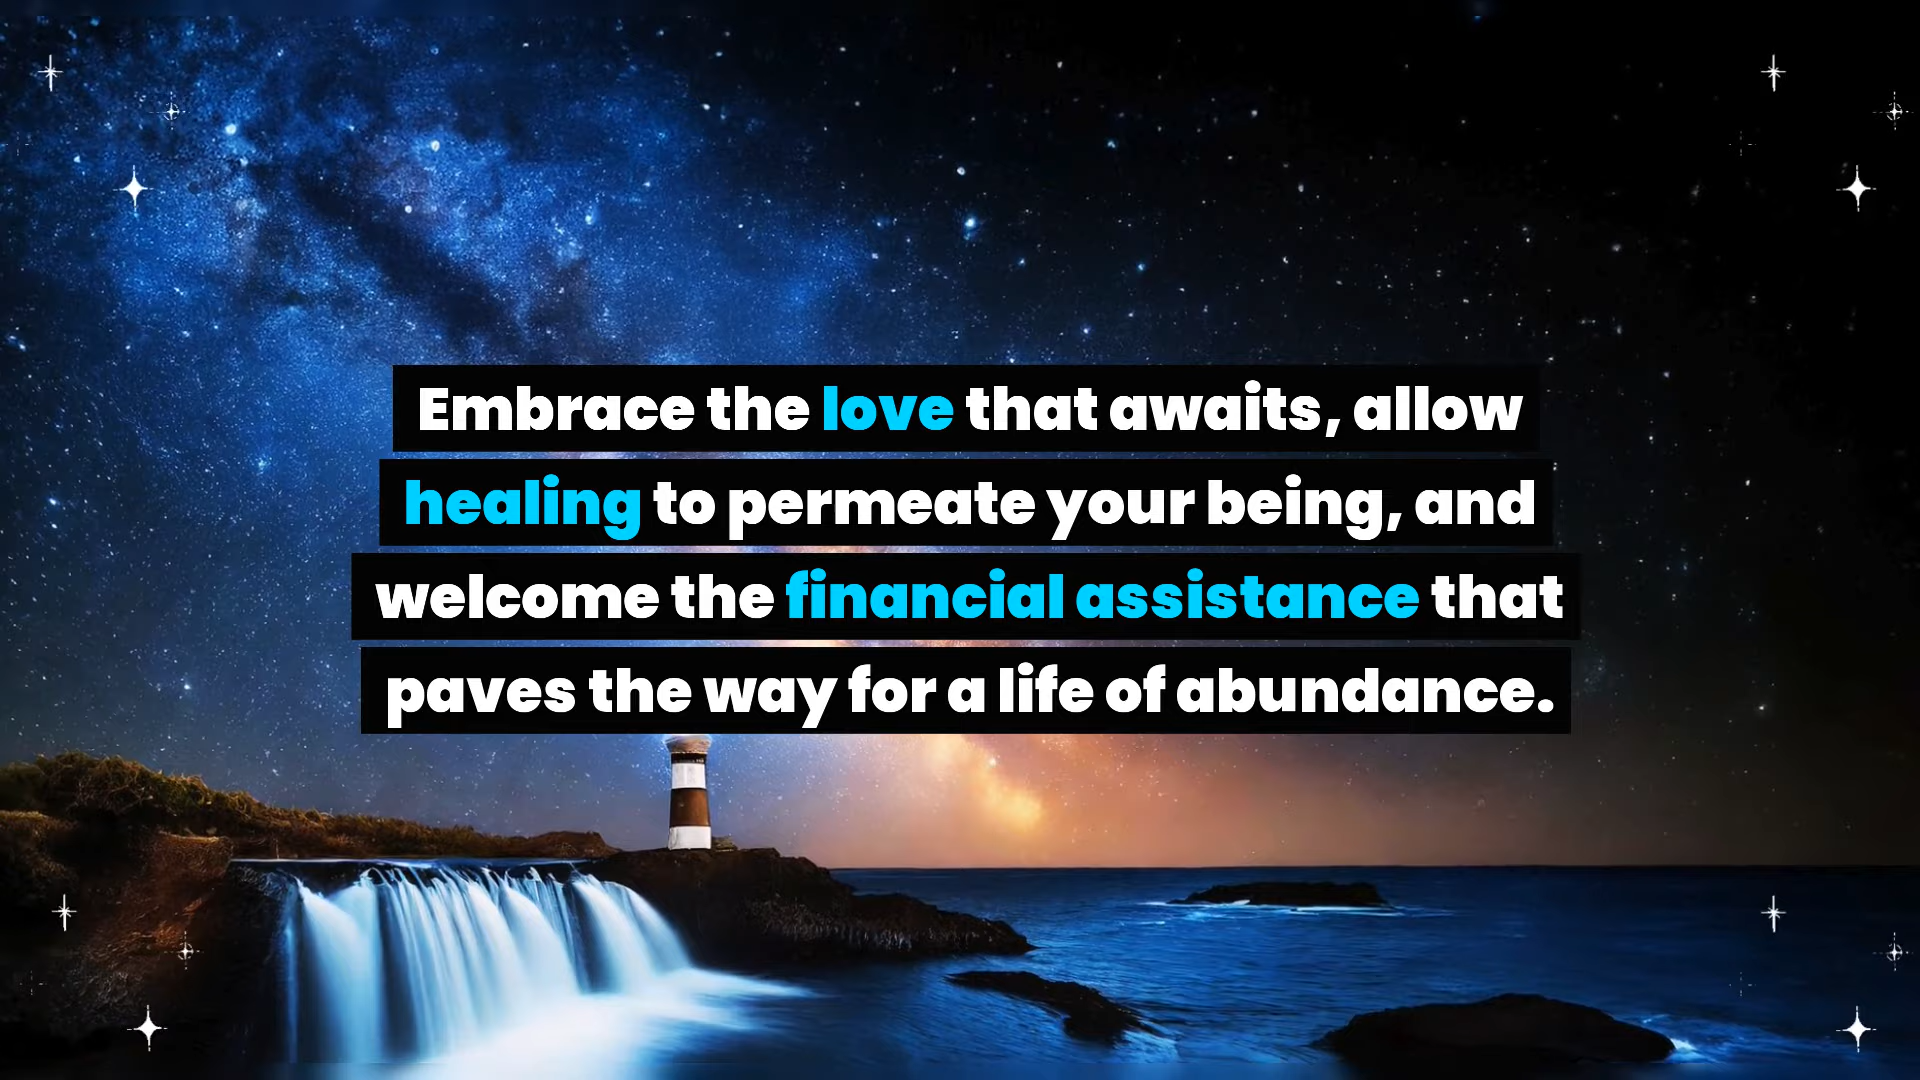 Embrace the love that awaits, allow
healing to permeate your being, and
welcome the financial assistance that
paves the way for a life of abundance.